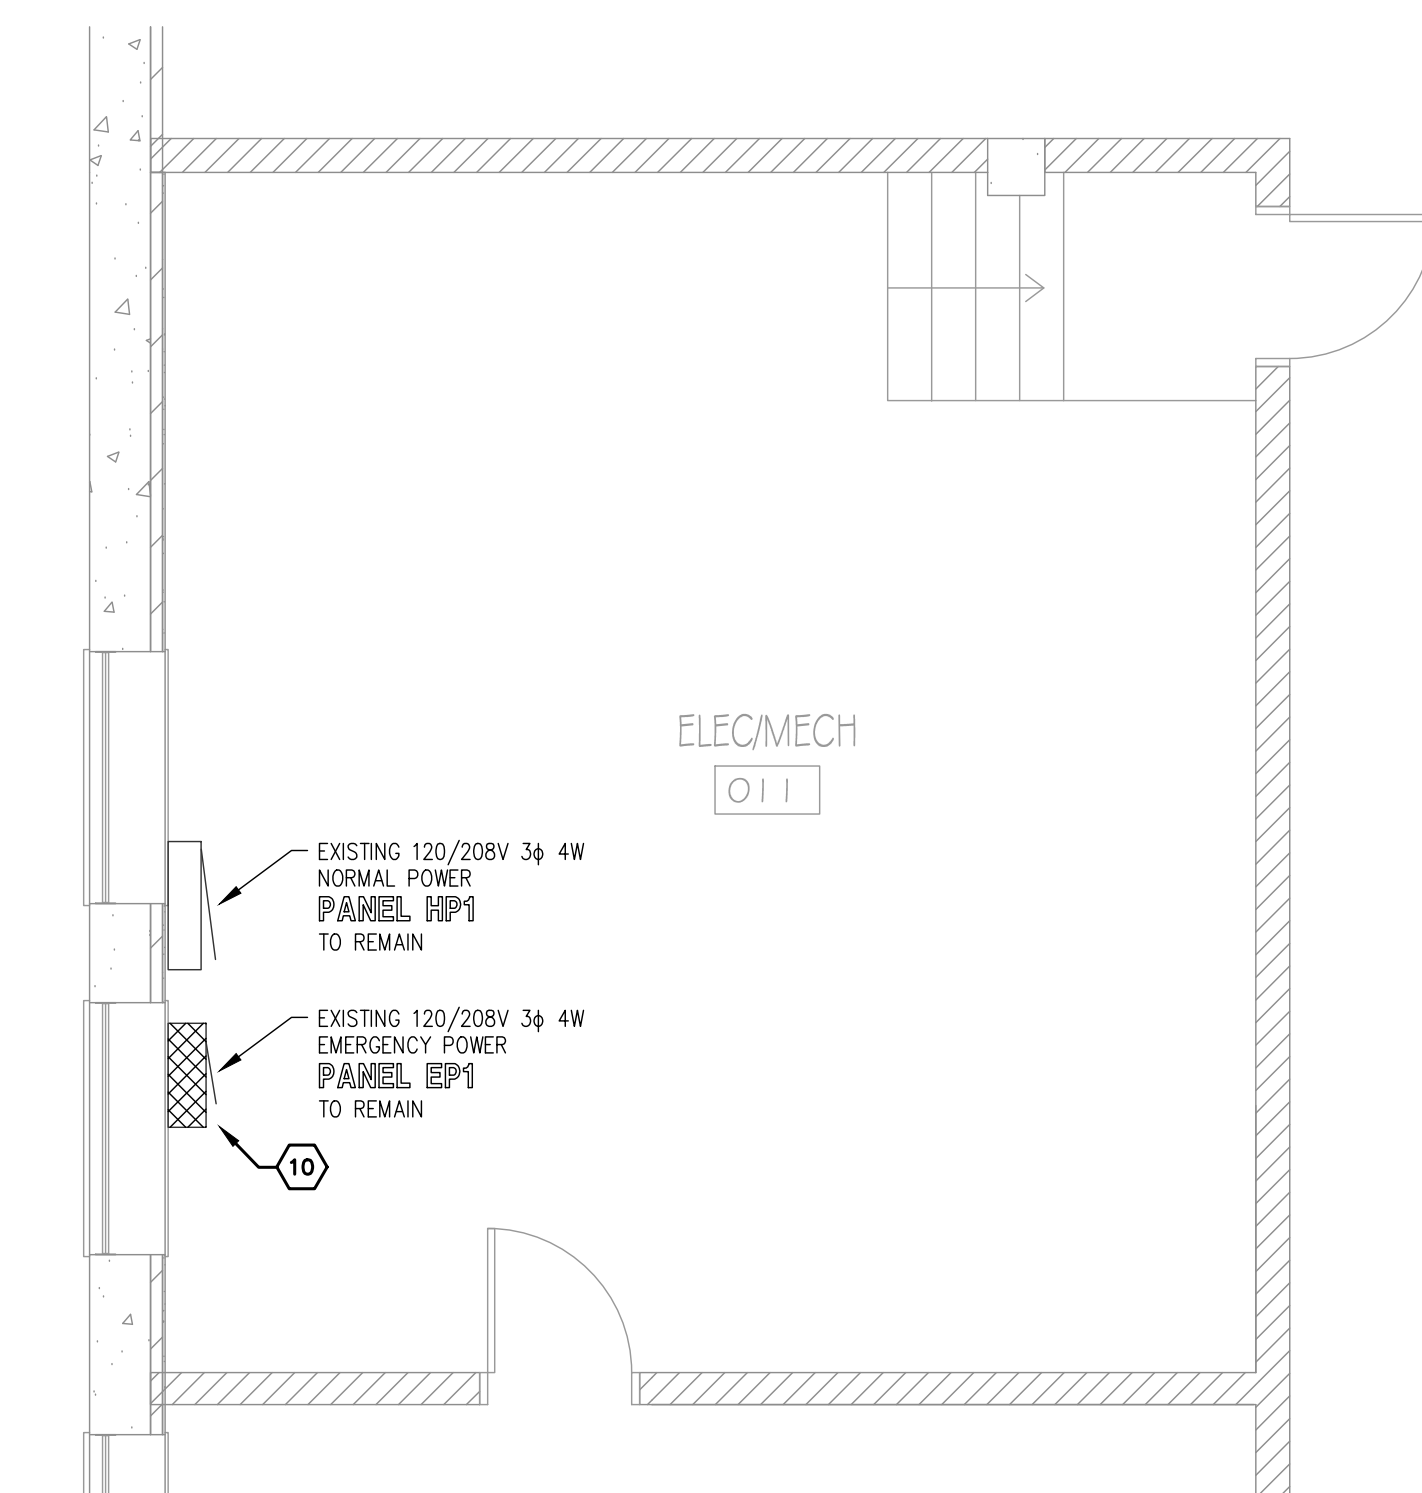 ELEC/MECH
011
EXISTING 120/208V 3ϕ 4W
NORMAL POWER
PANEL HP1
TO REMAIN
EXISTING 120/208V 3ϕ 4W
EMERGENCY POWER
PANEL EP1
TO REMAIN
10